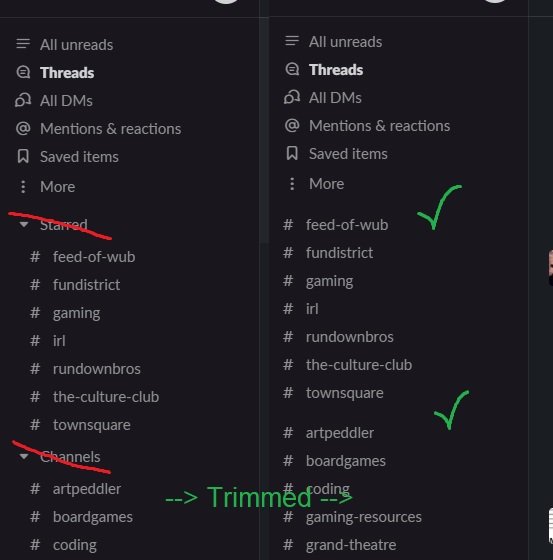 All unreads
Threads
All DMs
Mentions & reactions
Saved items
More
Starred
# feed-of-wub
# fundistrict
# gaming
# irl
# rundownbros
# the-culture-club
# townsquare
Channels
# artpeddler
# boardgames
# coding
--> Trimmed -->
All unreads
Threads
All DMs
Mentions & reactions
Saved items
More
# feed-of-wub
# fundistrict
# gaming
# irl
# rundownbros
# the-culture-club
# townsquare
# artpeddler
# boardgames
# coding
# gaming-resources
# grand-theatre